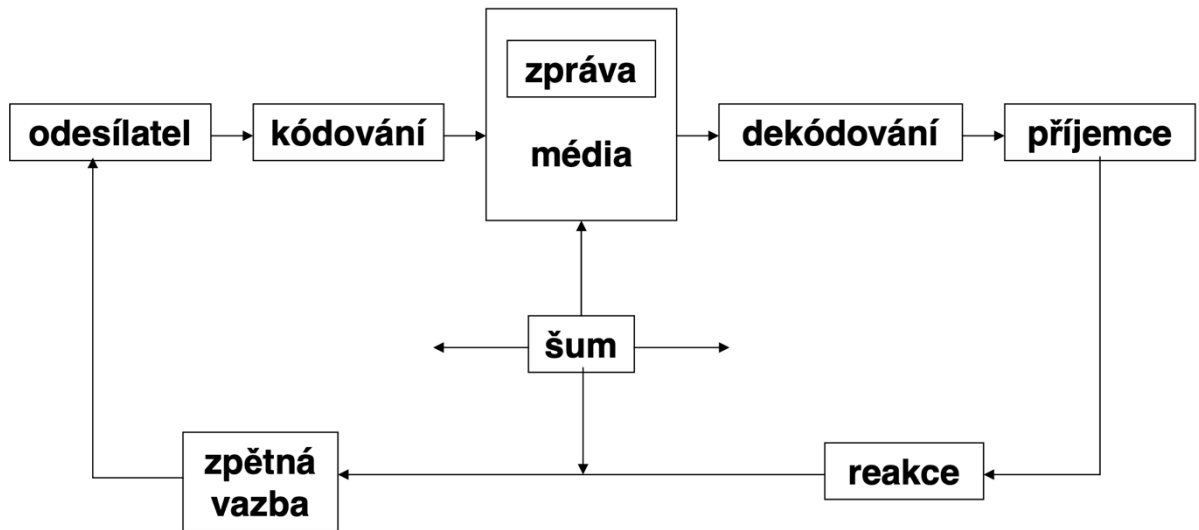 zpráva
odesílatel
kódování
média
dekódování
příjemce
šum
zpětná
vazba
reakce